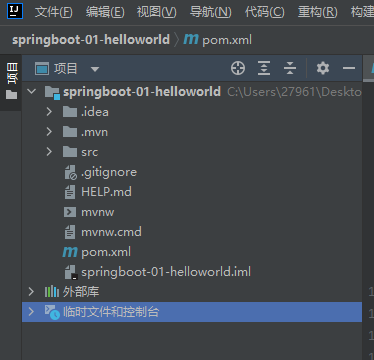 IJ 文件(F) 编辑(E) 视图(V) 导航(N) 代码(C) 重构(R) 构建
springboot-01-helloworld pom.xml
项目
项目
springboot-01-helloworld C:\Users\27961\Deskto
.idea
.mvn
src
.gitignore
HELP.md
mvnw
mvnw.cmd
pom.xml
springboot-01-helloworld.iml
外部库
临时文件和控制台